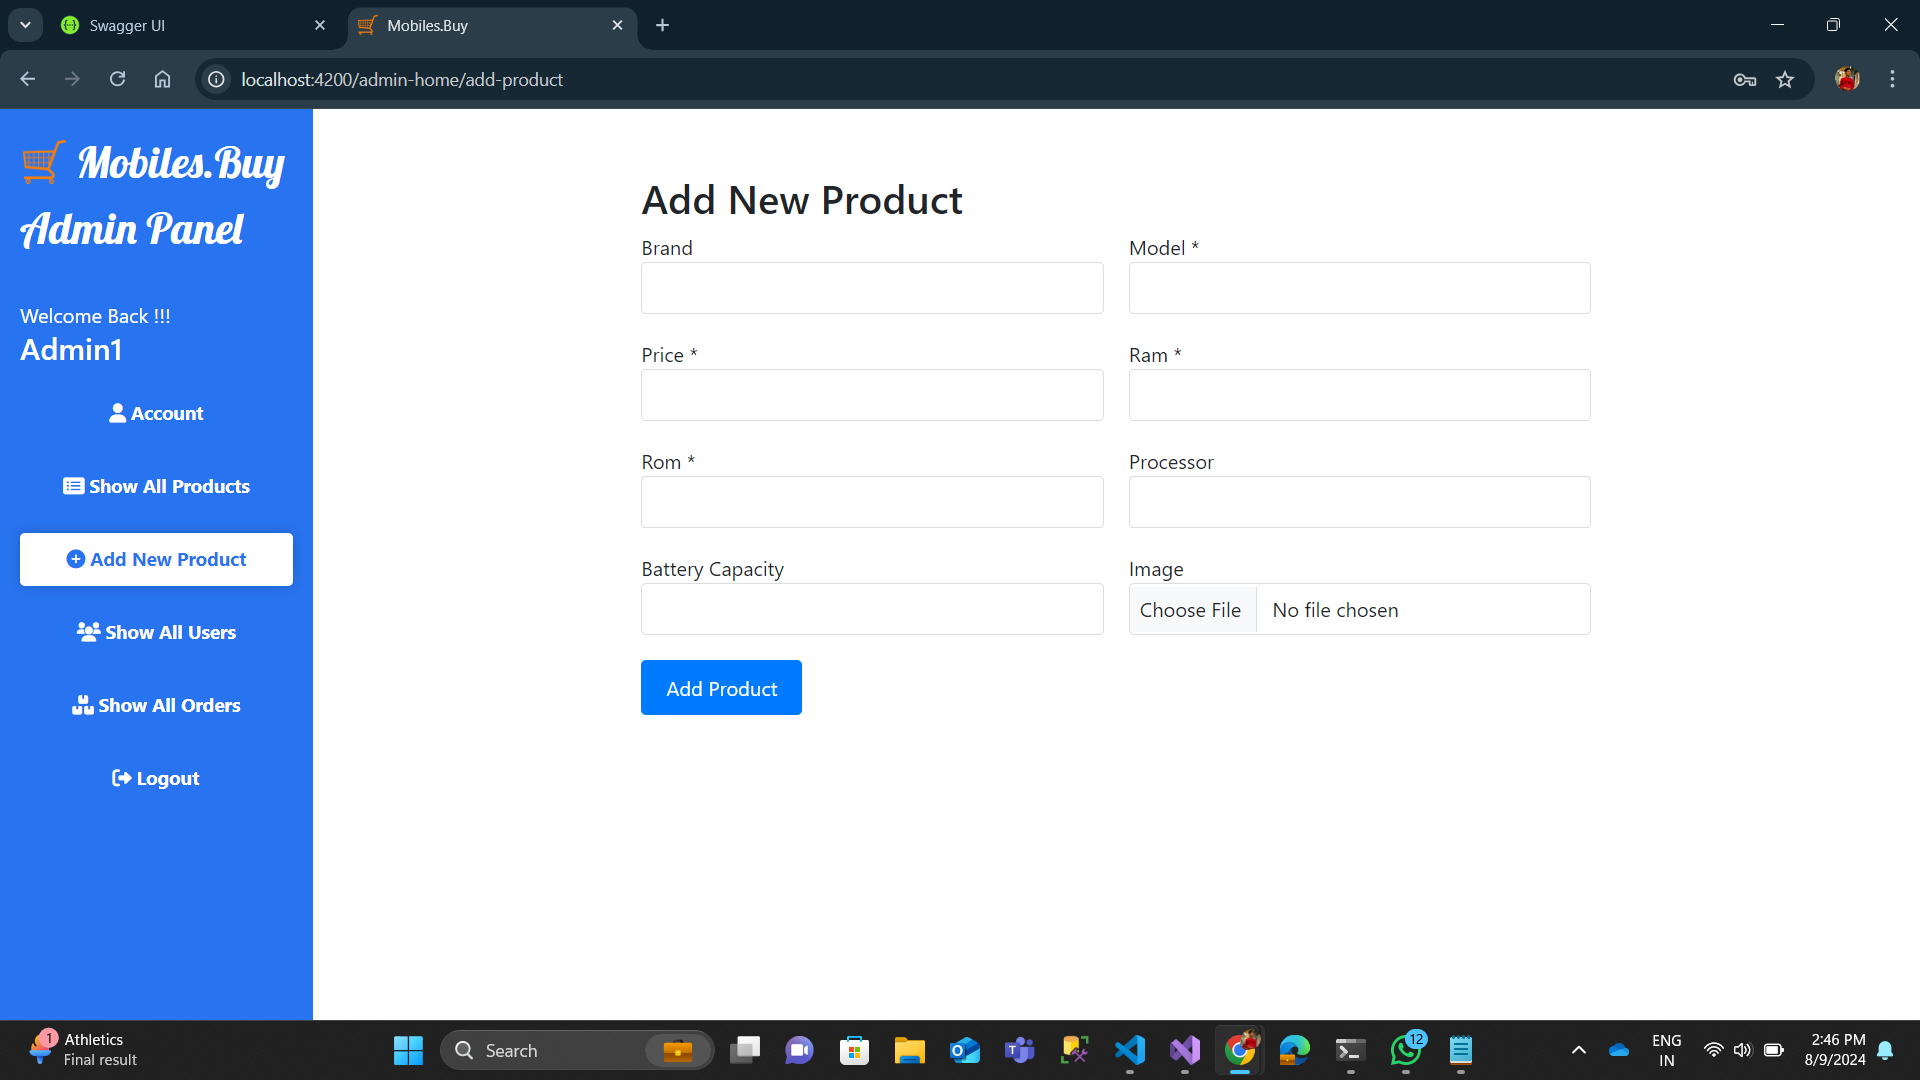 Swagger UI
Mobiles.Buy
localhost:4200/admin-home/add-product
Mobiles.Buy
Admin Panel
Welcome Back !!!
Admin1
Account
Show All Products
Add New Product
Show All Users
Show All Orders
Logout
Add New Product
Brand
Model *
Price *
Ram *
Rom *
Processor
Battery Capacity
Image
Choose File No file chosen
Add Product
1
Athletics
Final result
Search
12
ENG
IN
2:46 PM
8/9/2024